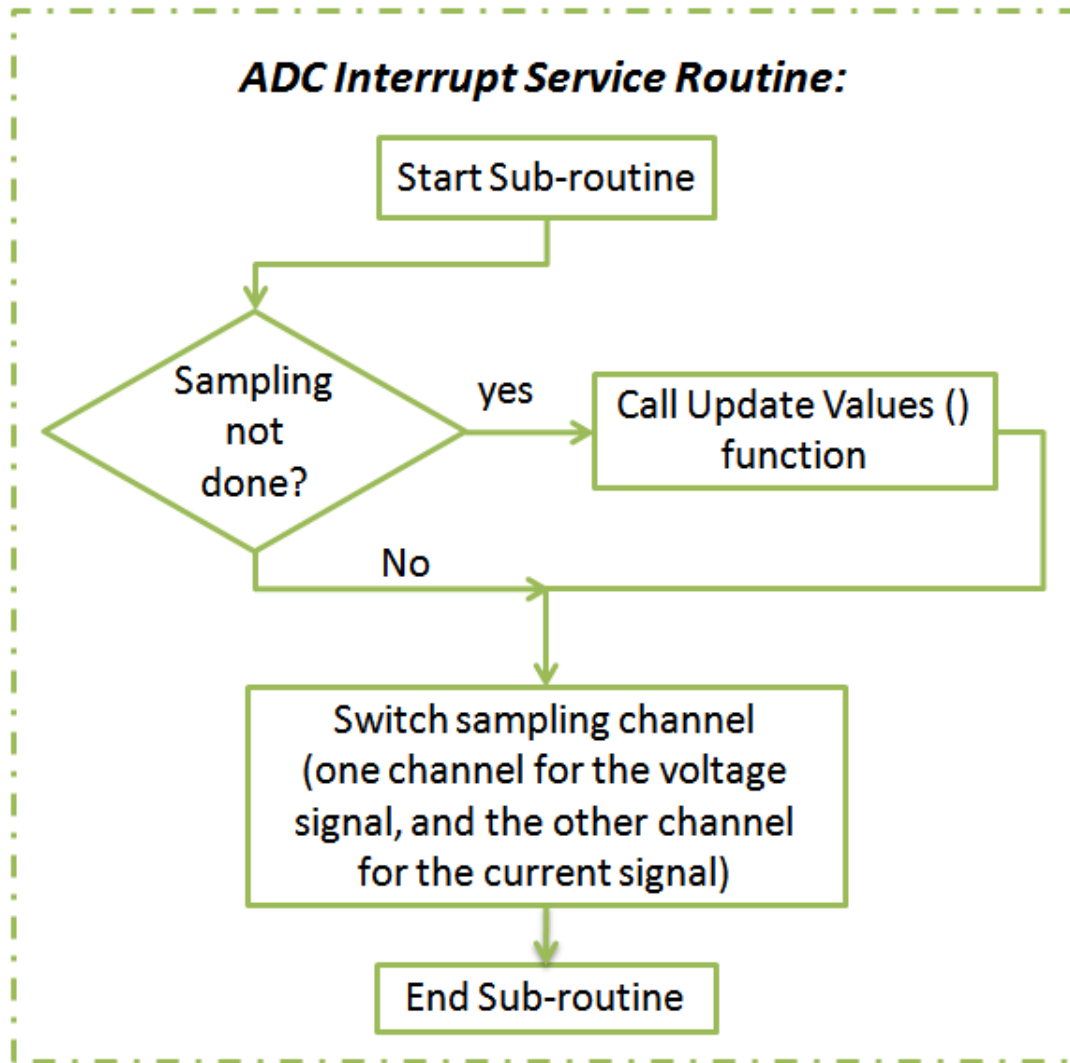 ADC Interrupt Service Routine:
Start Sub-routine
Sampling
not
done?
yes
Call Update Values ()
function
No
Switch sampling channel
(one channel for the voltage
signal, and the other channel
for the current signal)
End Sub-routine